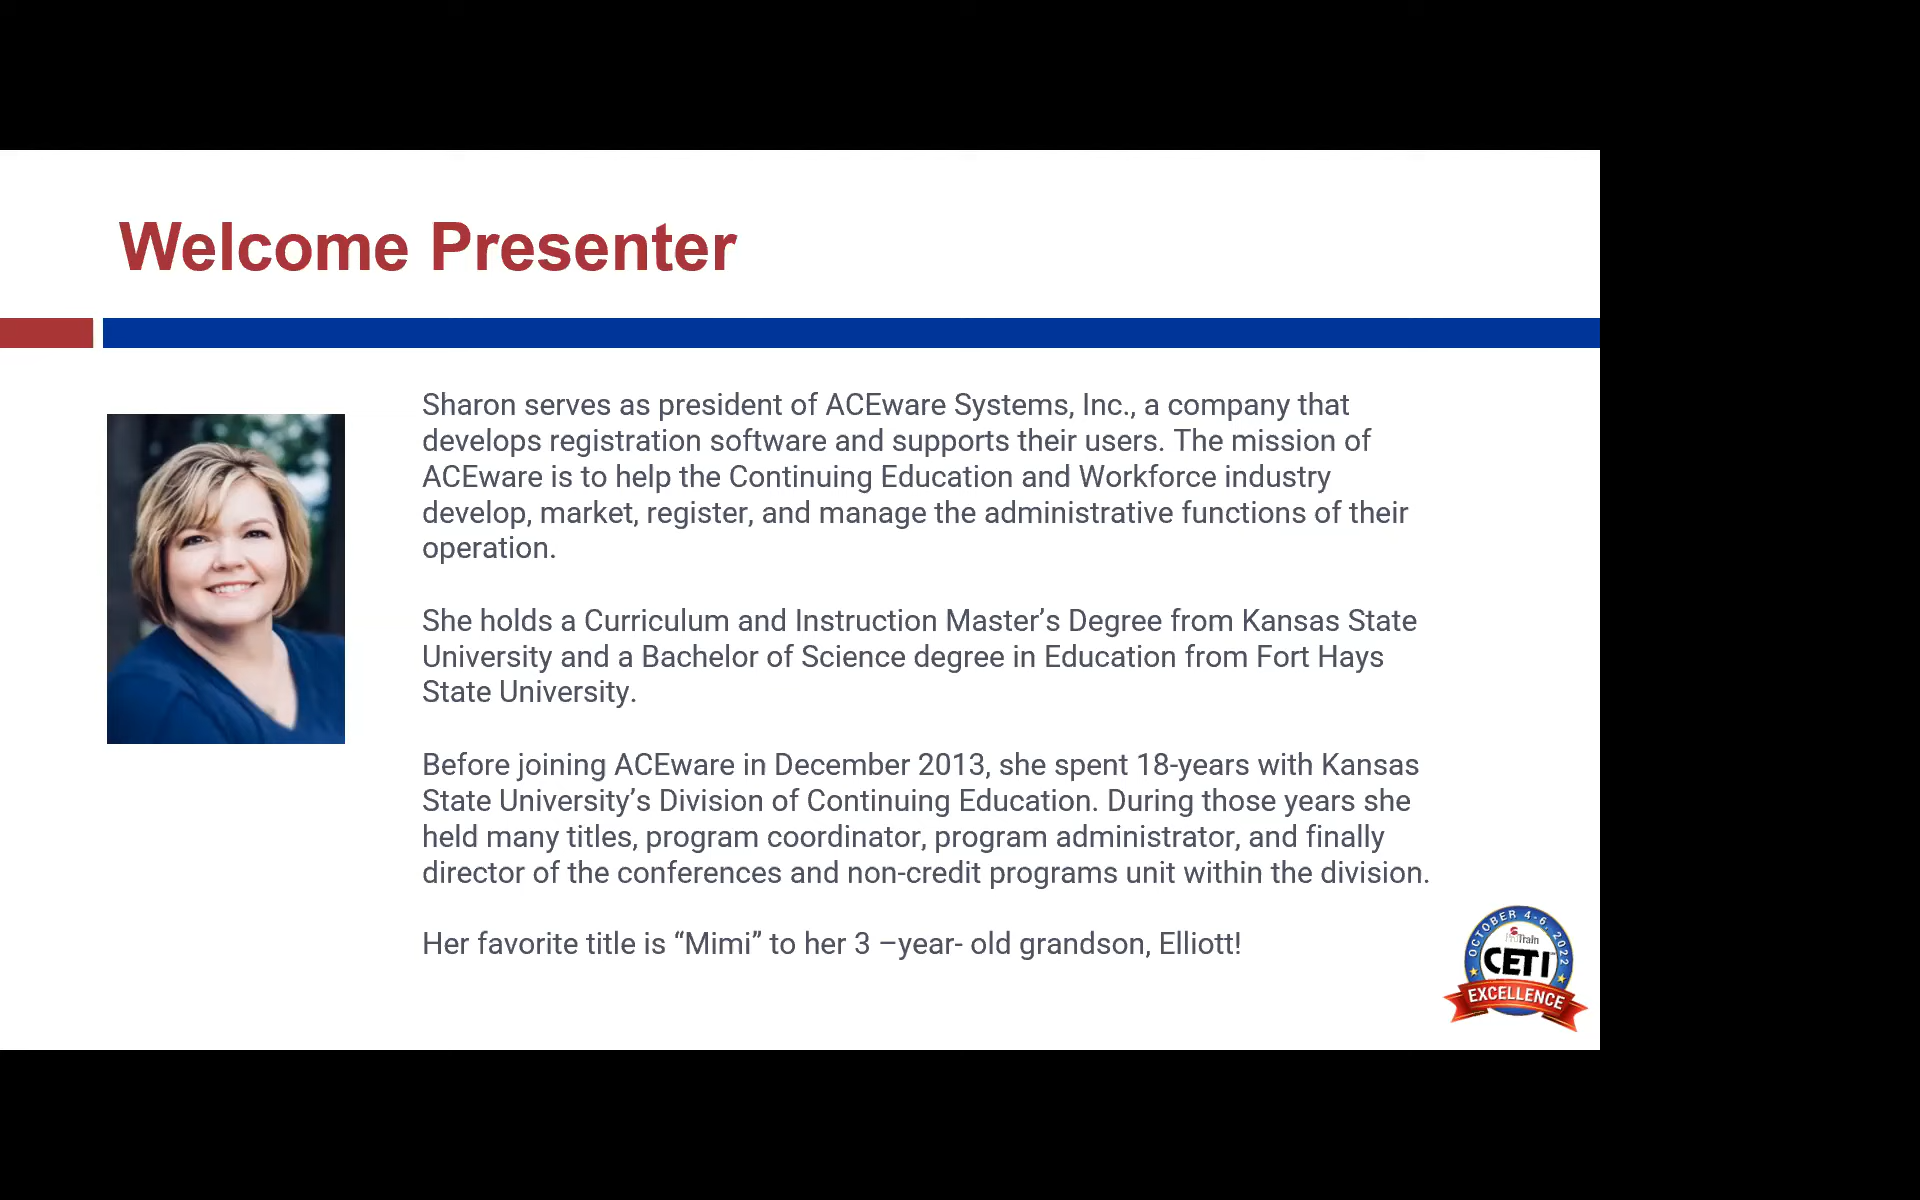 Welcome Presenter
Sharon serves as president of ACEware Systems, Inc., a company that
develops registration software and supports their users. The mission of
ACEware is to help the Continuing Education and Workforce industry
develop, market, register, and manage the administrative functions of their
operation.
She holds a Curriculum and Instruction Master’s Degree from Kansas State
University and a Bachelor of Science degree in Education from Fort Hays
State University.
Before joining ACEware in December 2013, she spent 18-years with Kansas
State University’s Division of Continuing Education. During those years she
held many titles, program coordinator, program administrator, and finally
director of the conferences and non-credit programs unit within the division.
Her favorite title is “Mimi” to her 3 –year- old grandson, Elliott!
OCTOBER 4-6, 2022
ProTrain
CETI
EXCELLENCE